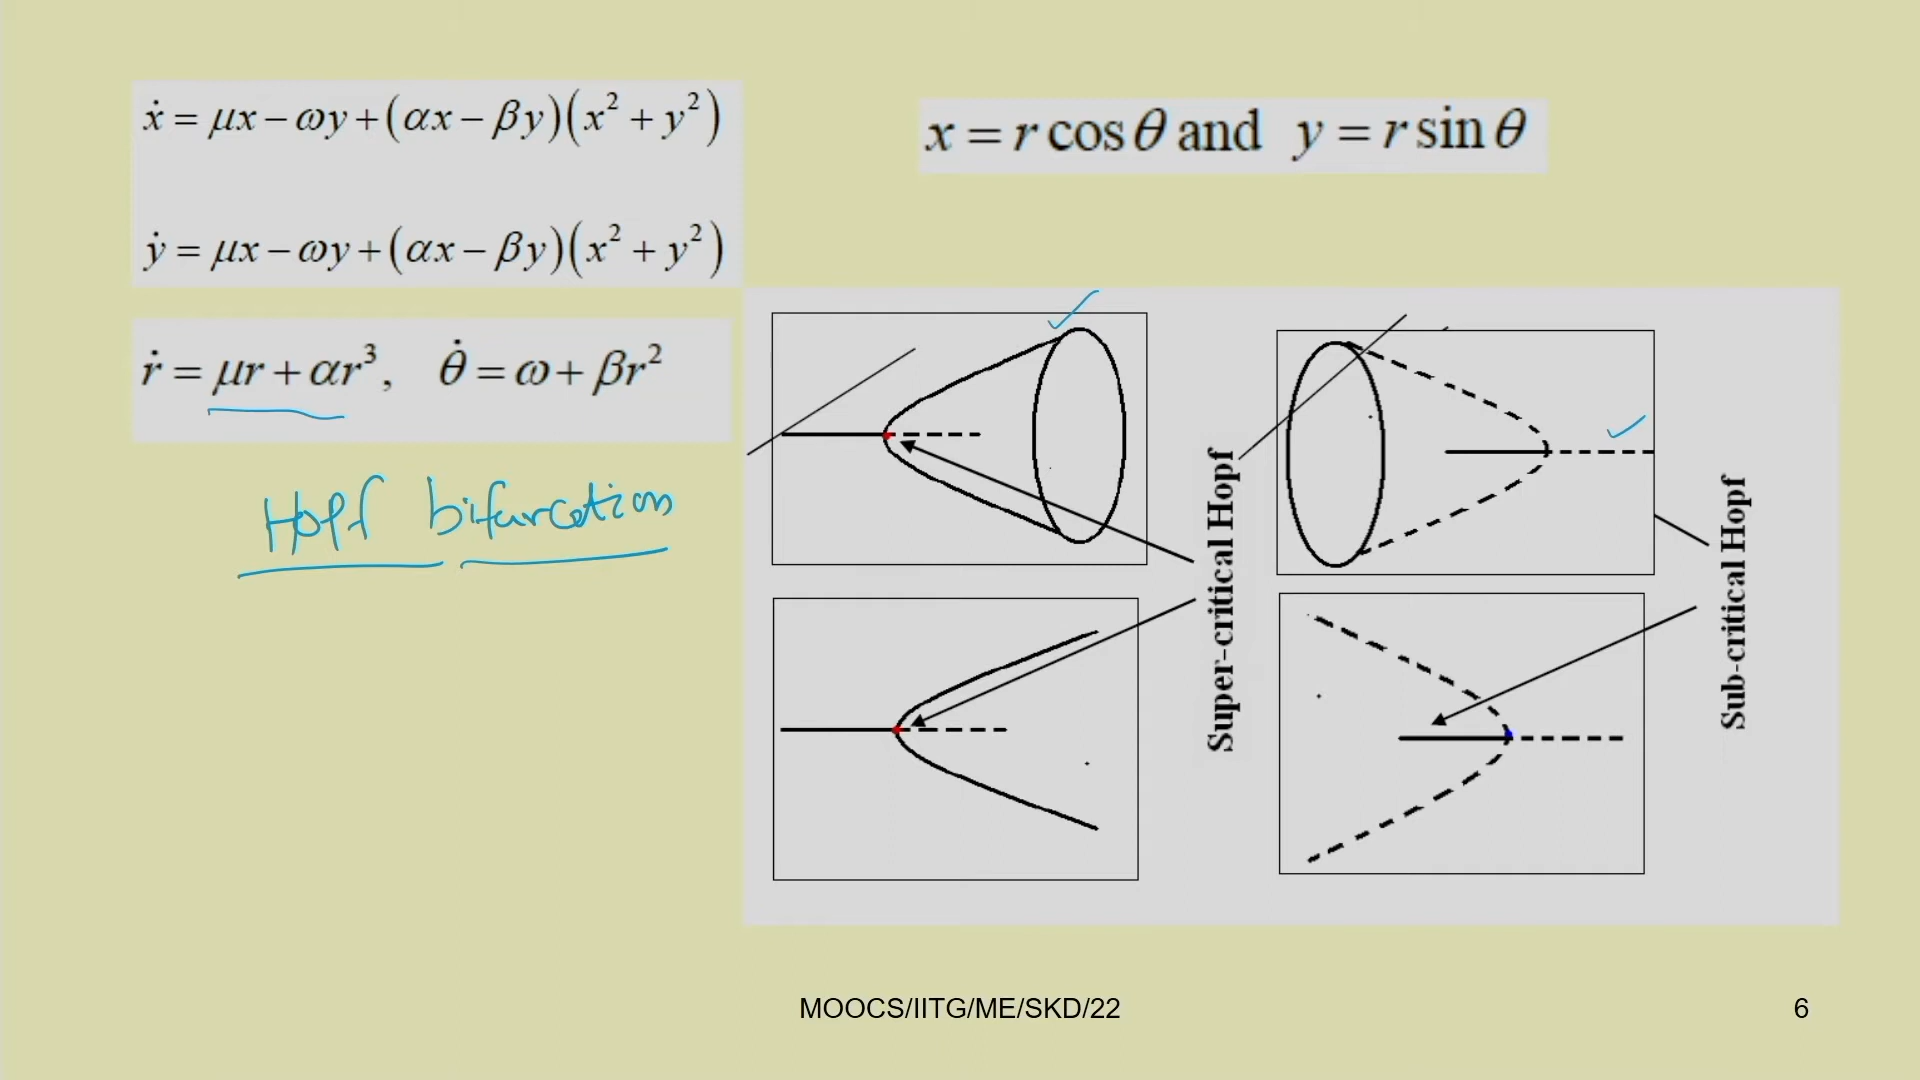 ẋ = μx − ωy + (αx − βy)(x² + y²)
ẏ = μx − ωy + (αx − βy)(x² + y²)
x = r cos θ and y = r sin θ
ṙ = μr + αr³, θ̇ = ω + βr²
Hopf bifurcation
Super-critical Hopf
Sub-critical Hopf
MOOCS/IITG/ME/SKD/22
6